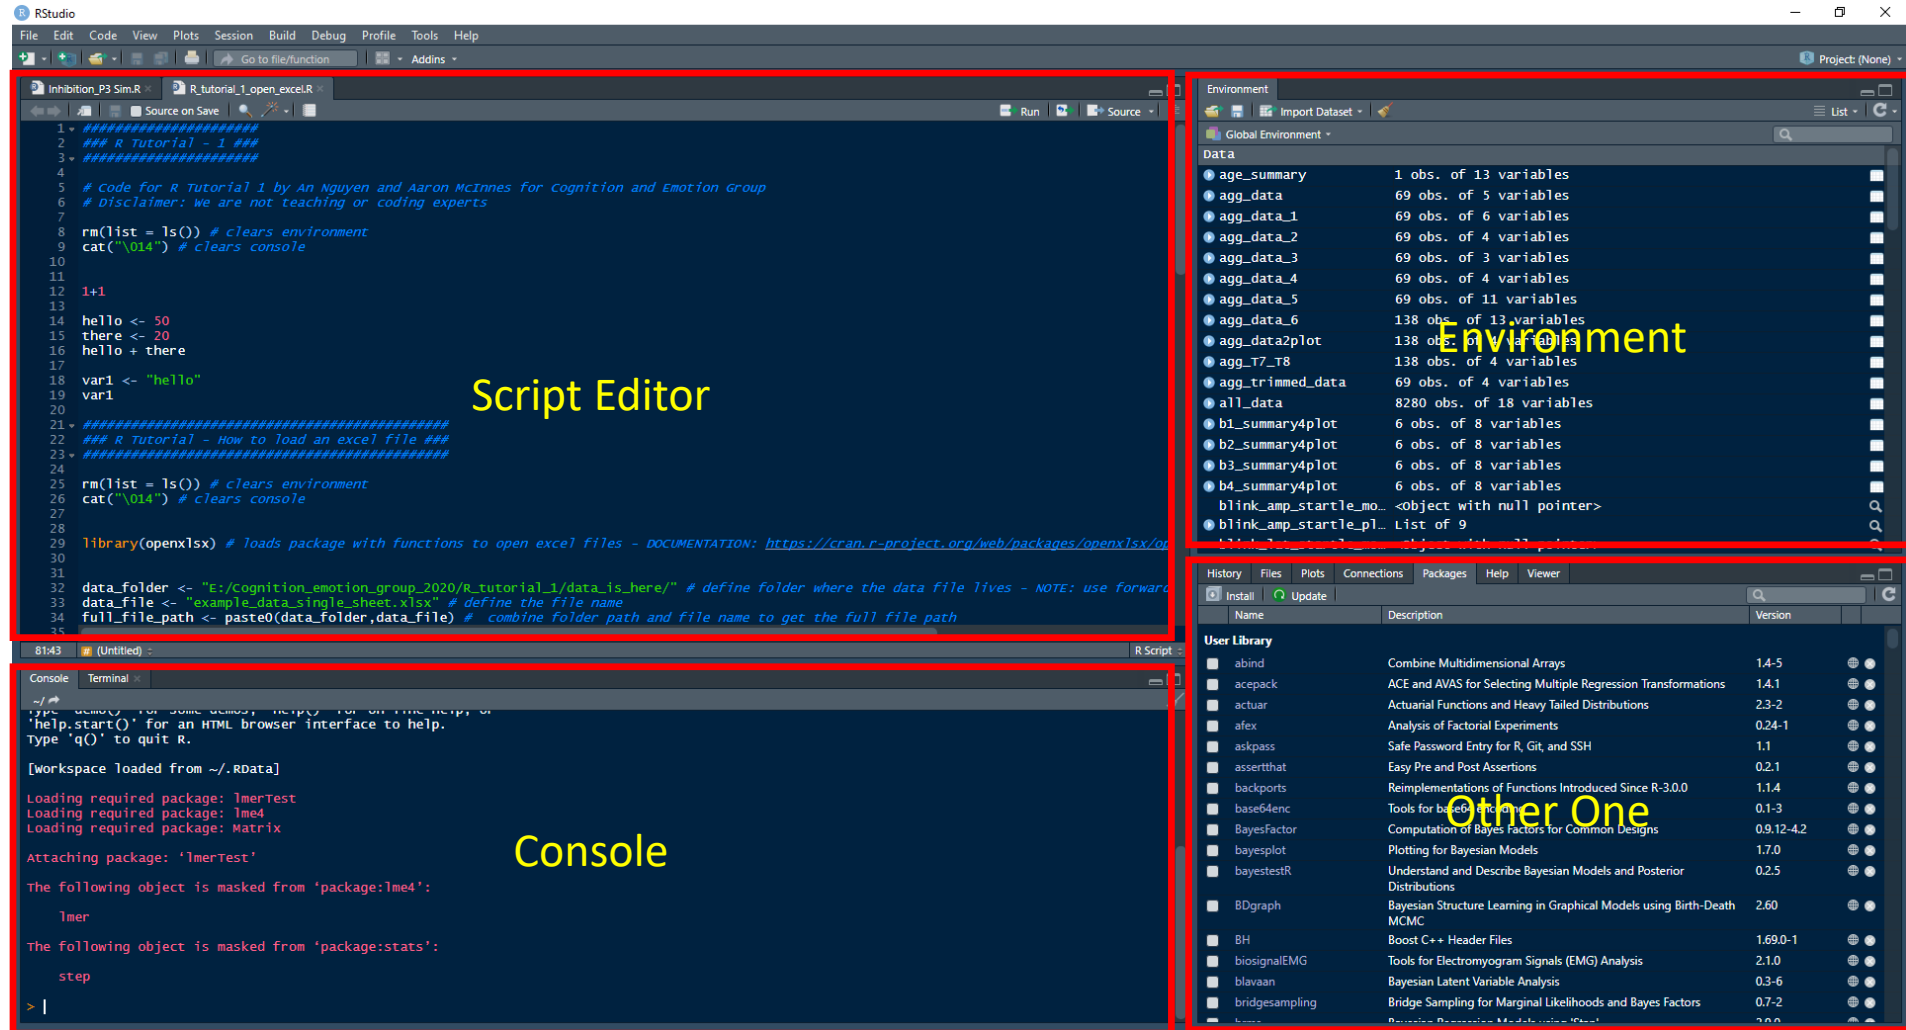 RStudio
File Edit Code View Plots Session Build Debug Profile Tools Help
Go to file/function Addins Project: (None)
Inhibition_P3 Sim.R R_tutorial_1_open_excel.R
Source on Save Run Source
1 ######################
2 ### R Tutorial - 1 ###
3 ######################
4
5 # Code for R Tutorial 1 by An Nguyen and Aaron McInnes for Cognition and Emotion Group
6 # Disclaimer: We are not teaching or coding experts
7
8 rm(list = ls()) # clears environment
9 cat("\014") # clears console
10
11
12 1+1
13
14 hello <- 50
15 there <- 20
16 hello + there
17
18 var1 <- "hello"
19 var1
20
21 ##############################################
22 ### R Tutorial - How to load an excel file ###
23 ##############################################
24
25 rm(list = ls()) # clears environment
26 cat("\014") # clears console
27
28
29 library(openxlsx) # loads package with functions to open excel files - DOCUMENTATION: https://cran.r-project.org/web/packages/openxlsx/op
30
31
32 data_folder <- "E:/Cognition_emotion_group_2020/R_tutorial_1/data_is_here/" # define folder where the data file lives - NOTE: use forward
33 data_file <- "example_data_single_sheet.xlsx" # define the file name
34 full_file_path <- paste0(data_folder,data_file) # combine folder path and file name to get the full file path
35
Script Editor
81:43 # (Untitled) R Script
Console Terminal
~/
'help.start()' for an HTML browser interface to help.
Type 'q()' to quit R.
[Workspace loaded from ~/.RData]
Loading required package: lmerTest
Loading required package: lme4
Loading required package: Matrix
Attaching package: ‘lmerTest’
The following object is masked from ‘package:lme4’:
lmer
The following object is masked from ‘package:stats’:
step
>
Console
Environment
Import Dataset List
Global Environment
Data
age_summary 1 obs. of 13 variables
agg_data 69 obs. of 5 variables
agg_data_1 69 obs. of 6 variables
agg_data_2 69 obs. of 4 variables
agg_data_3 69 obs. of 3 variables
agg_data_4 69 obs. of 4 variables
agg_data_5 69 obs. of 11 variables
agg_data_6 138 obs. of 13 variables
agg_data2plot 138 obs. of 4 variables
agg_T7_T8 138 obs. of 4 variables
agg_trimmed_data 69 obs. of 4 variables
all_data 8280 obs. of 18 variables
b1_summary4plot 6 obs. of 8 variables
b2_summary4plot 6 obs. of 8 variables
b3_summary4plot 6 obs. of 8 variables
b4_summary4plot 6 obs. of 8 variables
blink_amp_startle_mo… <Object with null pointer>
blink_amp_startle_pl… List of 9
Environment
History Files Plots Connections Packages Help Viewer
Install Update
Name Description Version
User Library
abind Combine Multidimensional Arrays 1.4-5
acepack ACE and AVAS for Selecting Multiple Regression Transformations 1.4.1
actuar Actuarial Functions and Heavy Tailed Distributions 2.3-2
afex Analysis of Factorial Experiments 0.24-1
askpass Safe Password Entry for R, Git, and SSH 1.1
assertthat Easy Pre and Post Assertions 0.2.1
backports Reimplementations of Functions Introduced Since R-3.0.0 1.1.4
base64enc Tools for base64 encoding 0.1-3
BayesFactor Computation of Bayes Factors for Common Designs 0.9.12-4.2
bayesplot Plotting for Bayesian Models 1.7.0
bayestestR Understand and Describe Bayesian Models and Posterior 0.2.5
Distributions
BDgraph Bayesian Structure Learning in Graphical Models using Birth-Death 2.60
MCMC
BH Boost C++ Header Files 1.69.0-1
biosignalEMG Tools for Electromyogram Signals (EMG) Analysis 2.1.0
blavaan Bayesian Latent Variable Analysis 0.3-6
bridgesampling Bridge Sampling for Marginal Likelihoods and Bayes Factors 0.7-2
Other One